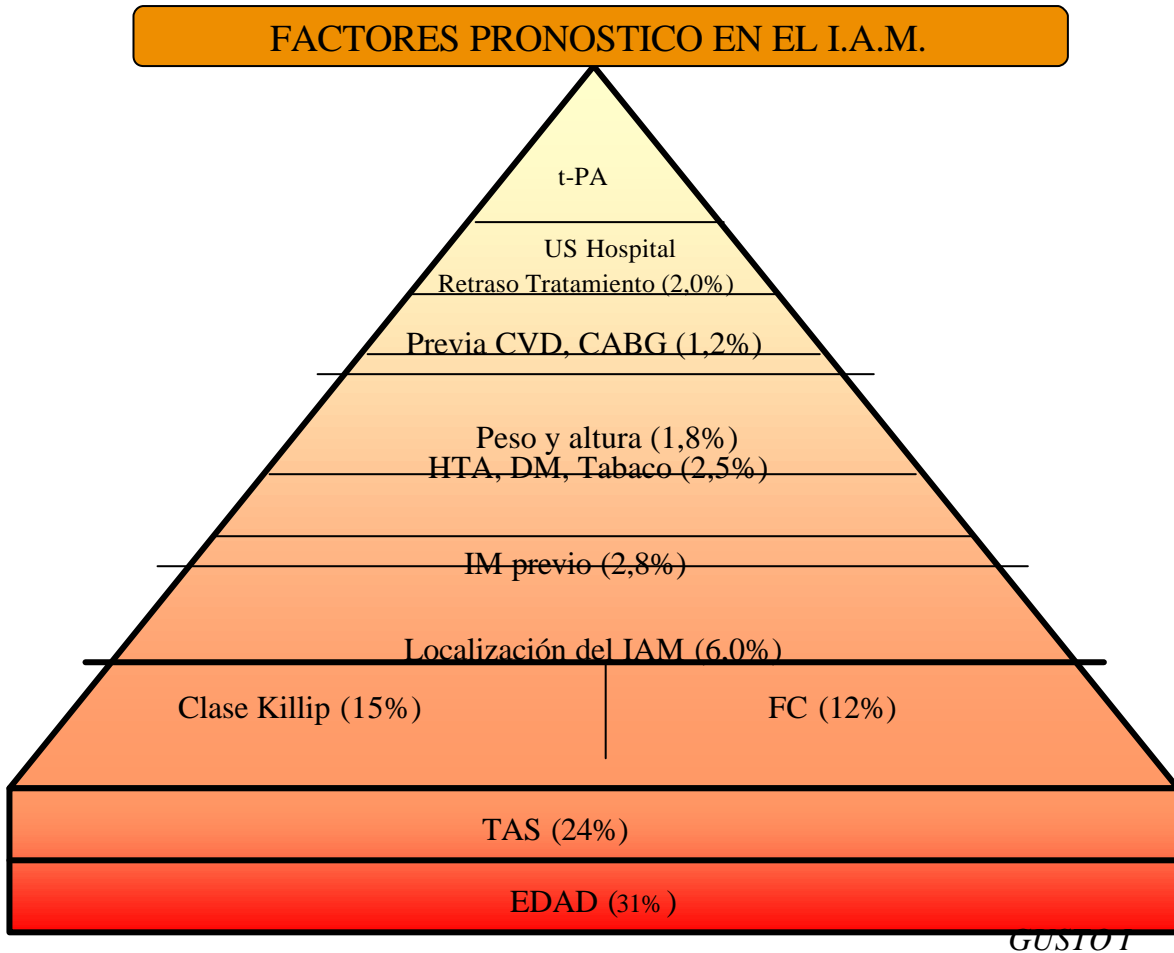 FACTORES PRONOSTICO EN EL I.A.M.
t-PA
US Hospital
Retraso Tratamiento (2,0%)
Previa CVD, CABG (1,2%)
Peso y altura (1,8%)
HTA, DM, Tabaco (2,5%)
IM previo (2,8%)
Localización del IAM (6,0%)
Clase Killip (15%) FC (12%)
TAS (24%)
EDAD (31%)
GUSTO I